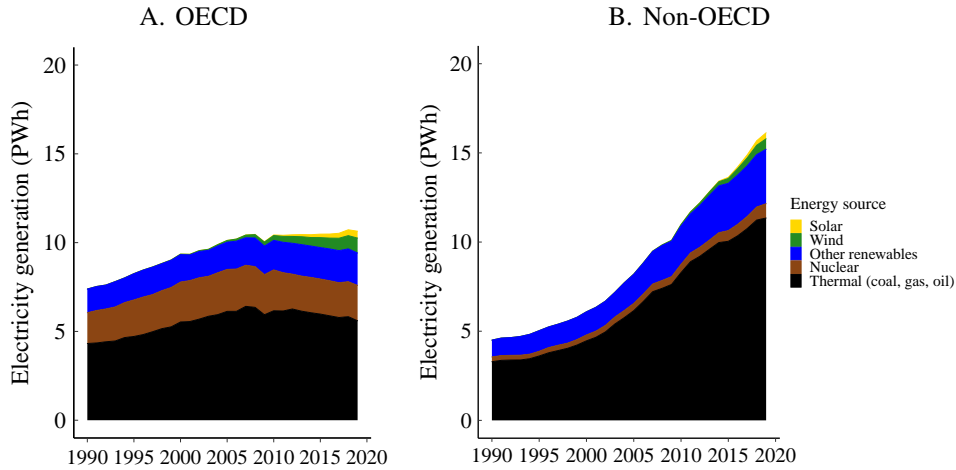 A. OECD
B. Non-OECD
Electricity generation (PWh)
20
15
10
5
0
1990 1995 2000 2005 2010 2015 2020
Electricity generation (PWh)
20
15
10
5
0
1990 1995 2000 2005 2010 2015 2020
Energy source
Solar
Wind
Other renewables
Nuclear
Thermal (coal, gas, oil)